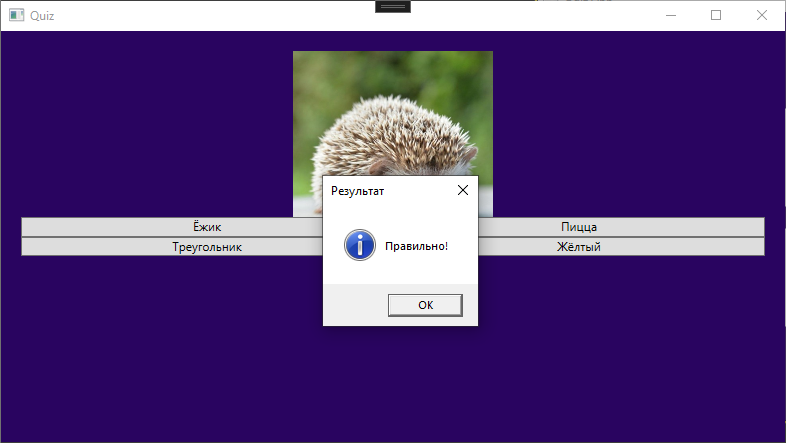 Quiz
Результат
Правильно!
OK
Ёжик
Пицца
Треугольник
Жёлтый